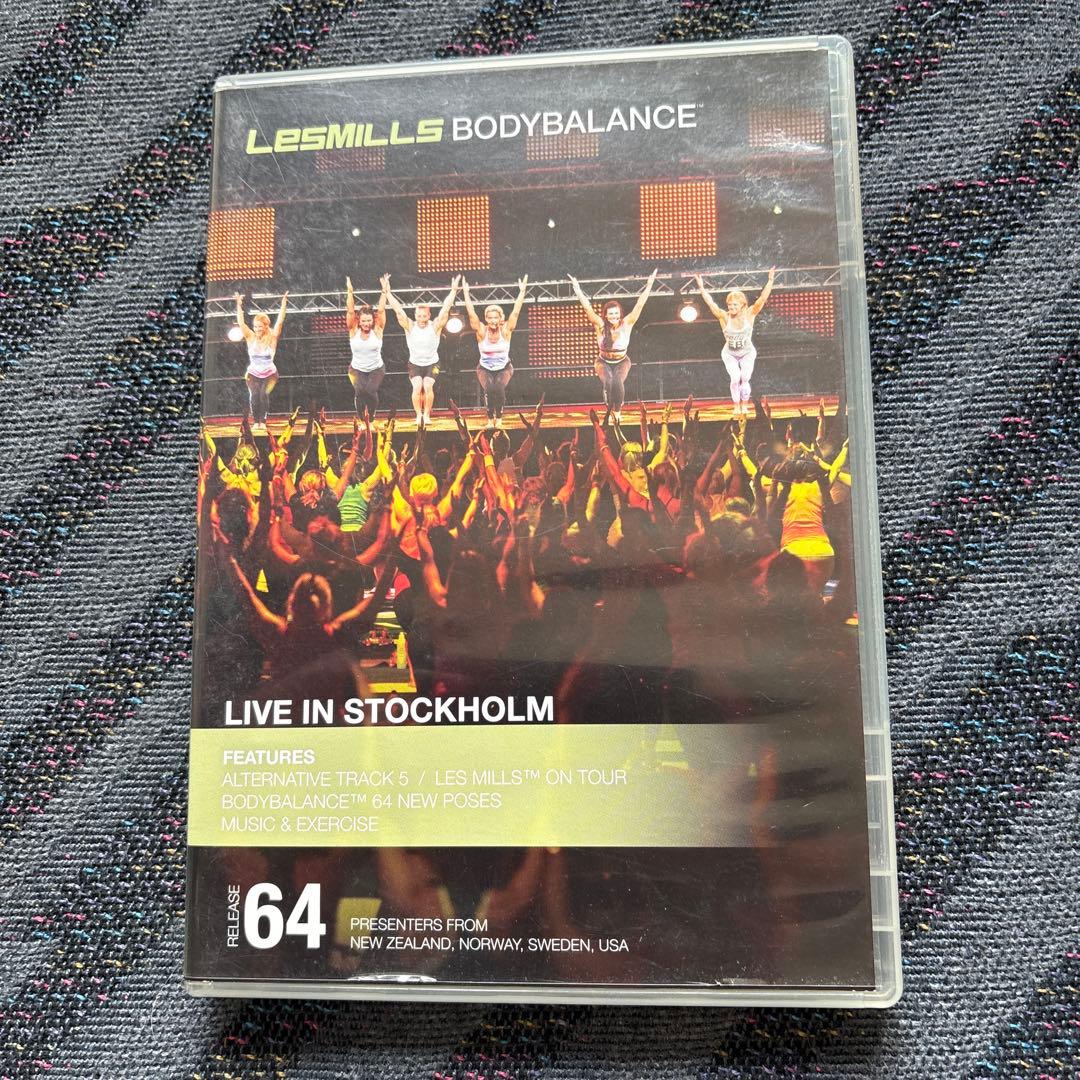 LESMILLS BODYBALANCE™
LIVE IN STOCKHOLM
FEATURES
ALTERNATIVE TRACK 5 / LES MILLS™ ON TOUR
BODYBALANCE™ 64 NEW POSES
MUSIC & EXERCISE
RELEASE 64
PRESENTERS FROM
NEW ZEALAND, NORWAY, SWEDEN, USA